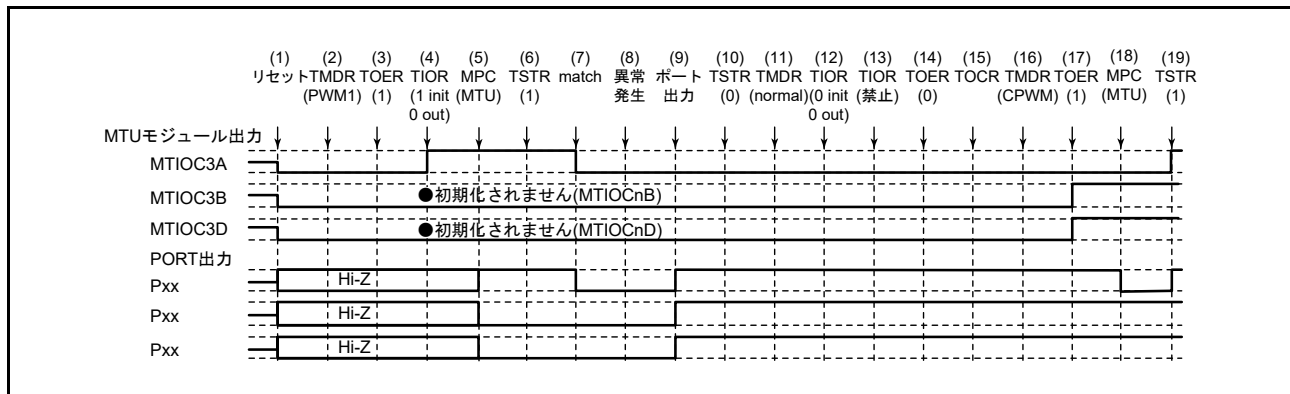 (1) (2) (3) (4) (5) (6) (7) (8) (9) (10) (11) (12) (13) (14) (15) (16) (17) (18) (19)
リセット TMDR TOER TIOR MPC TSTR match 異常 ポート TSTR TMDR TIOR TIOR TOER TOCR TMDR TOER MPC TSTR
(PWM1) (1) (1 init (MTU) (1) 発生 出力 (0) (normal) (0 init (禁止) (0) (CPWM) (1) (MTU) (1)
0 out) 0 out)
MTUモジュール出力
MTIOC3A
MTIOC3B ●初期化されません(MTIOCnB)
MTIOC3D ●初期化されません(MTIOCnD)
PORT出力
Pxx Hi-Z
Pxx Hi-Z
Pxx Hi-Z